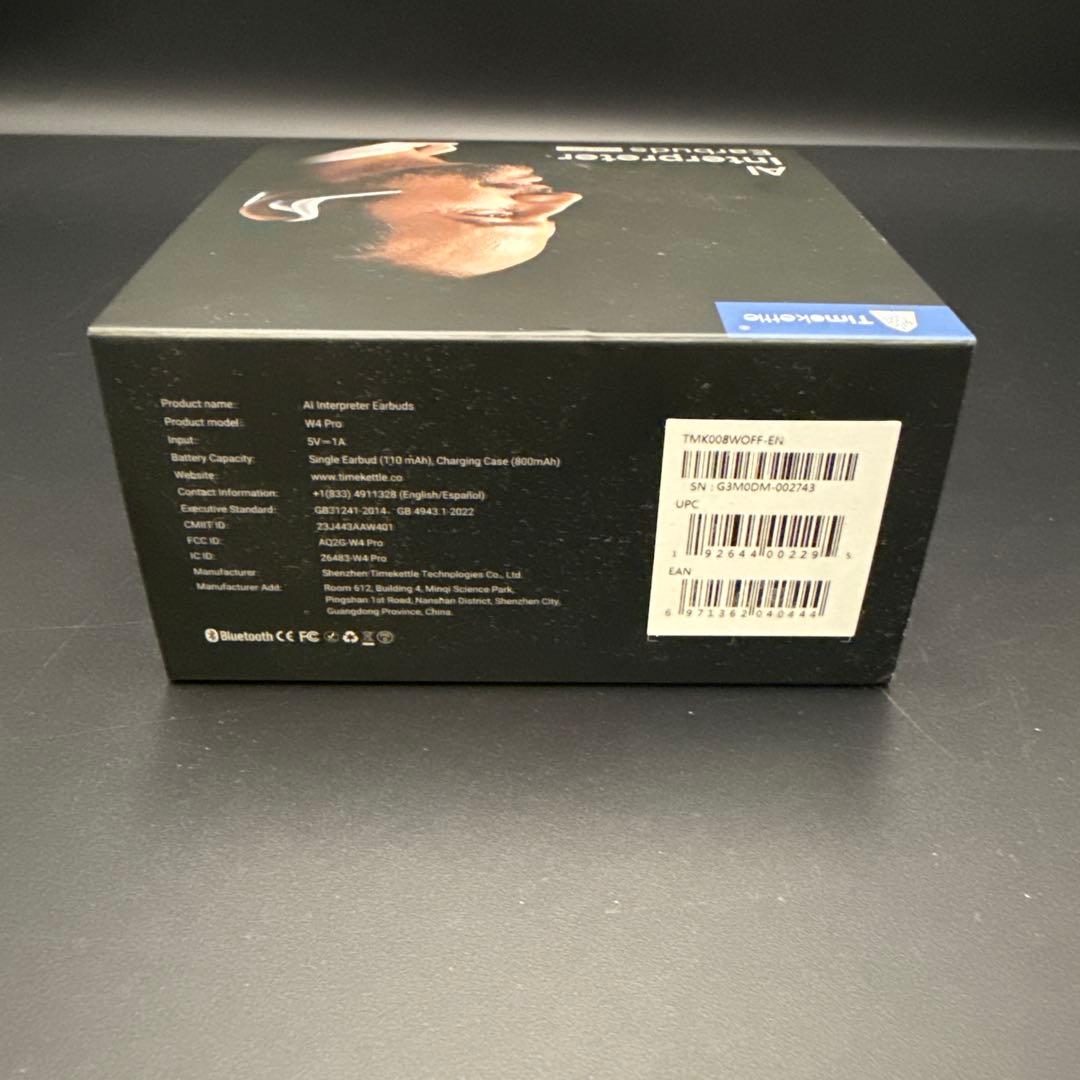 AI
Interpreter
Earbuds
Timekettle®
Product name: AI Interpreter Earbuds
Product model: W4 Pro
Input: 5V⎓1A
Battery Capacity: Single Earbud (110 mAh), Charging Case (800mAh)
Website: www.timekettle.co
Contact Information: +1(833) 4911328 (English/Español)
Executive Standard: GB31241-2014 GB 4943.1-2022
CMIIT ID: 23J443AAW401
FCC ID: AQ2G-W4 Pro
IC ID: 26483-W4 Pro
Manufacturer Shenzhen Timekettle Technologies Co., Ltd.
Manufacturer Add: Room 612, Building 4, Minqi Science Park,
Pingshan 1st Road, Nanshan District, Shenzhen City,
Guangdong Province, China.
Bluetooth CE FC
TMK008WOFF-EN
SN : G3M0DM-002743
UPC
1 92644 00229 5
EAN
6 971362 040444